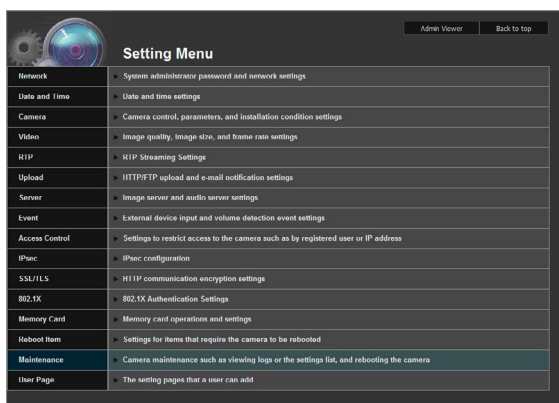 Admin Viewer
Back to top
Setting Menu
Network
System administrator password and network settings
Date and Time
Date and time settings
Camera
Camera control, parameters, and installation condition settings
Video
Image quality, Image size, and frame rate settings
RTP
RTP Streaming Settings
Upload
HTTP/FTP upload and e-mail notification settings
Server
Image server and audio server settings
Event
External device input and volume detection event settings
Access Control
Settings to restrict access to the camera such as by registered user or IP address
IPsec
IPsec configuration
SSL/TLS
HTTP communication encryption settings
802.1X
802.1X Authentication Settings
Memory Card
Memory card operations and settings
Reboot Item
Settings for items that require the camera to be rebooted
Maintenance
Camera maintenance such as viewing logs or the settings list, and rebooting the camera
User Page
The setting pages that a user can add